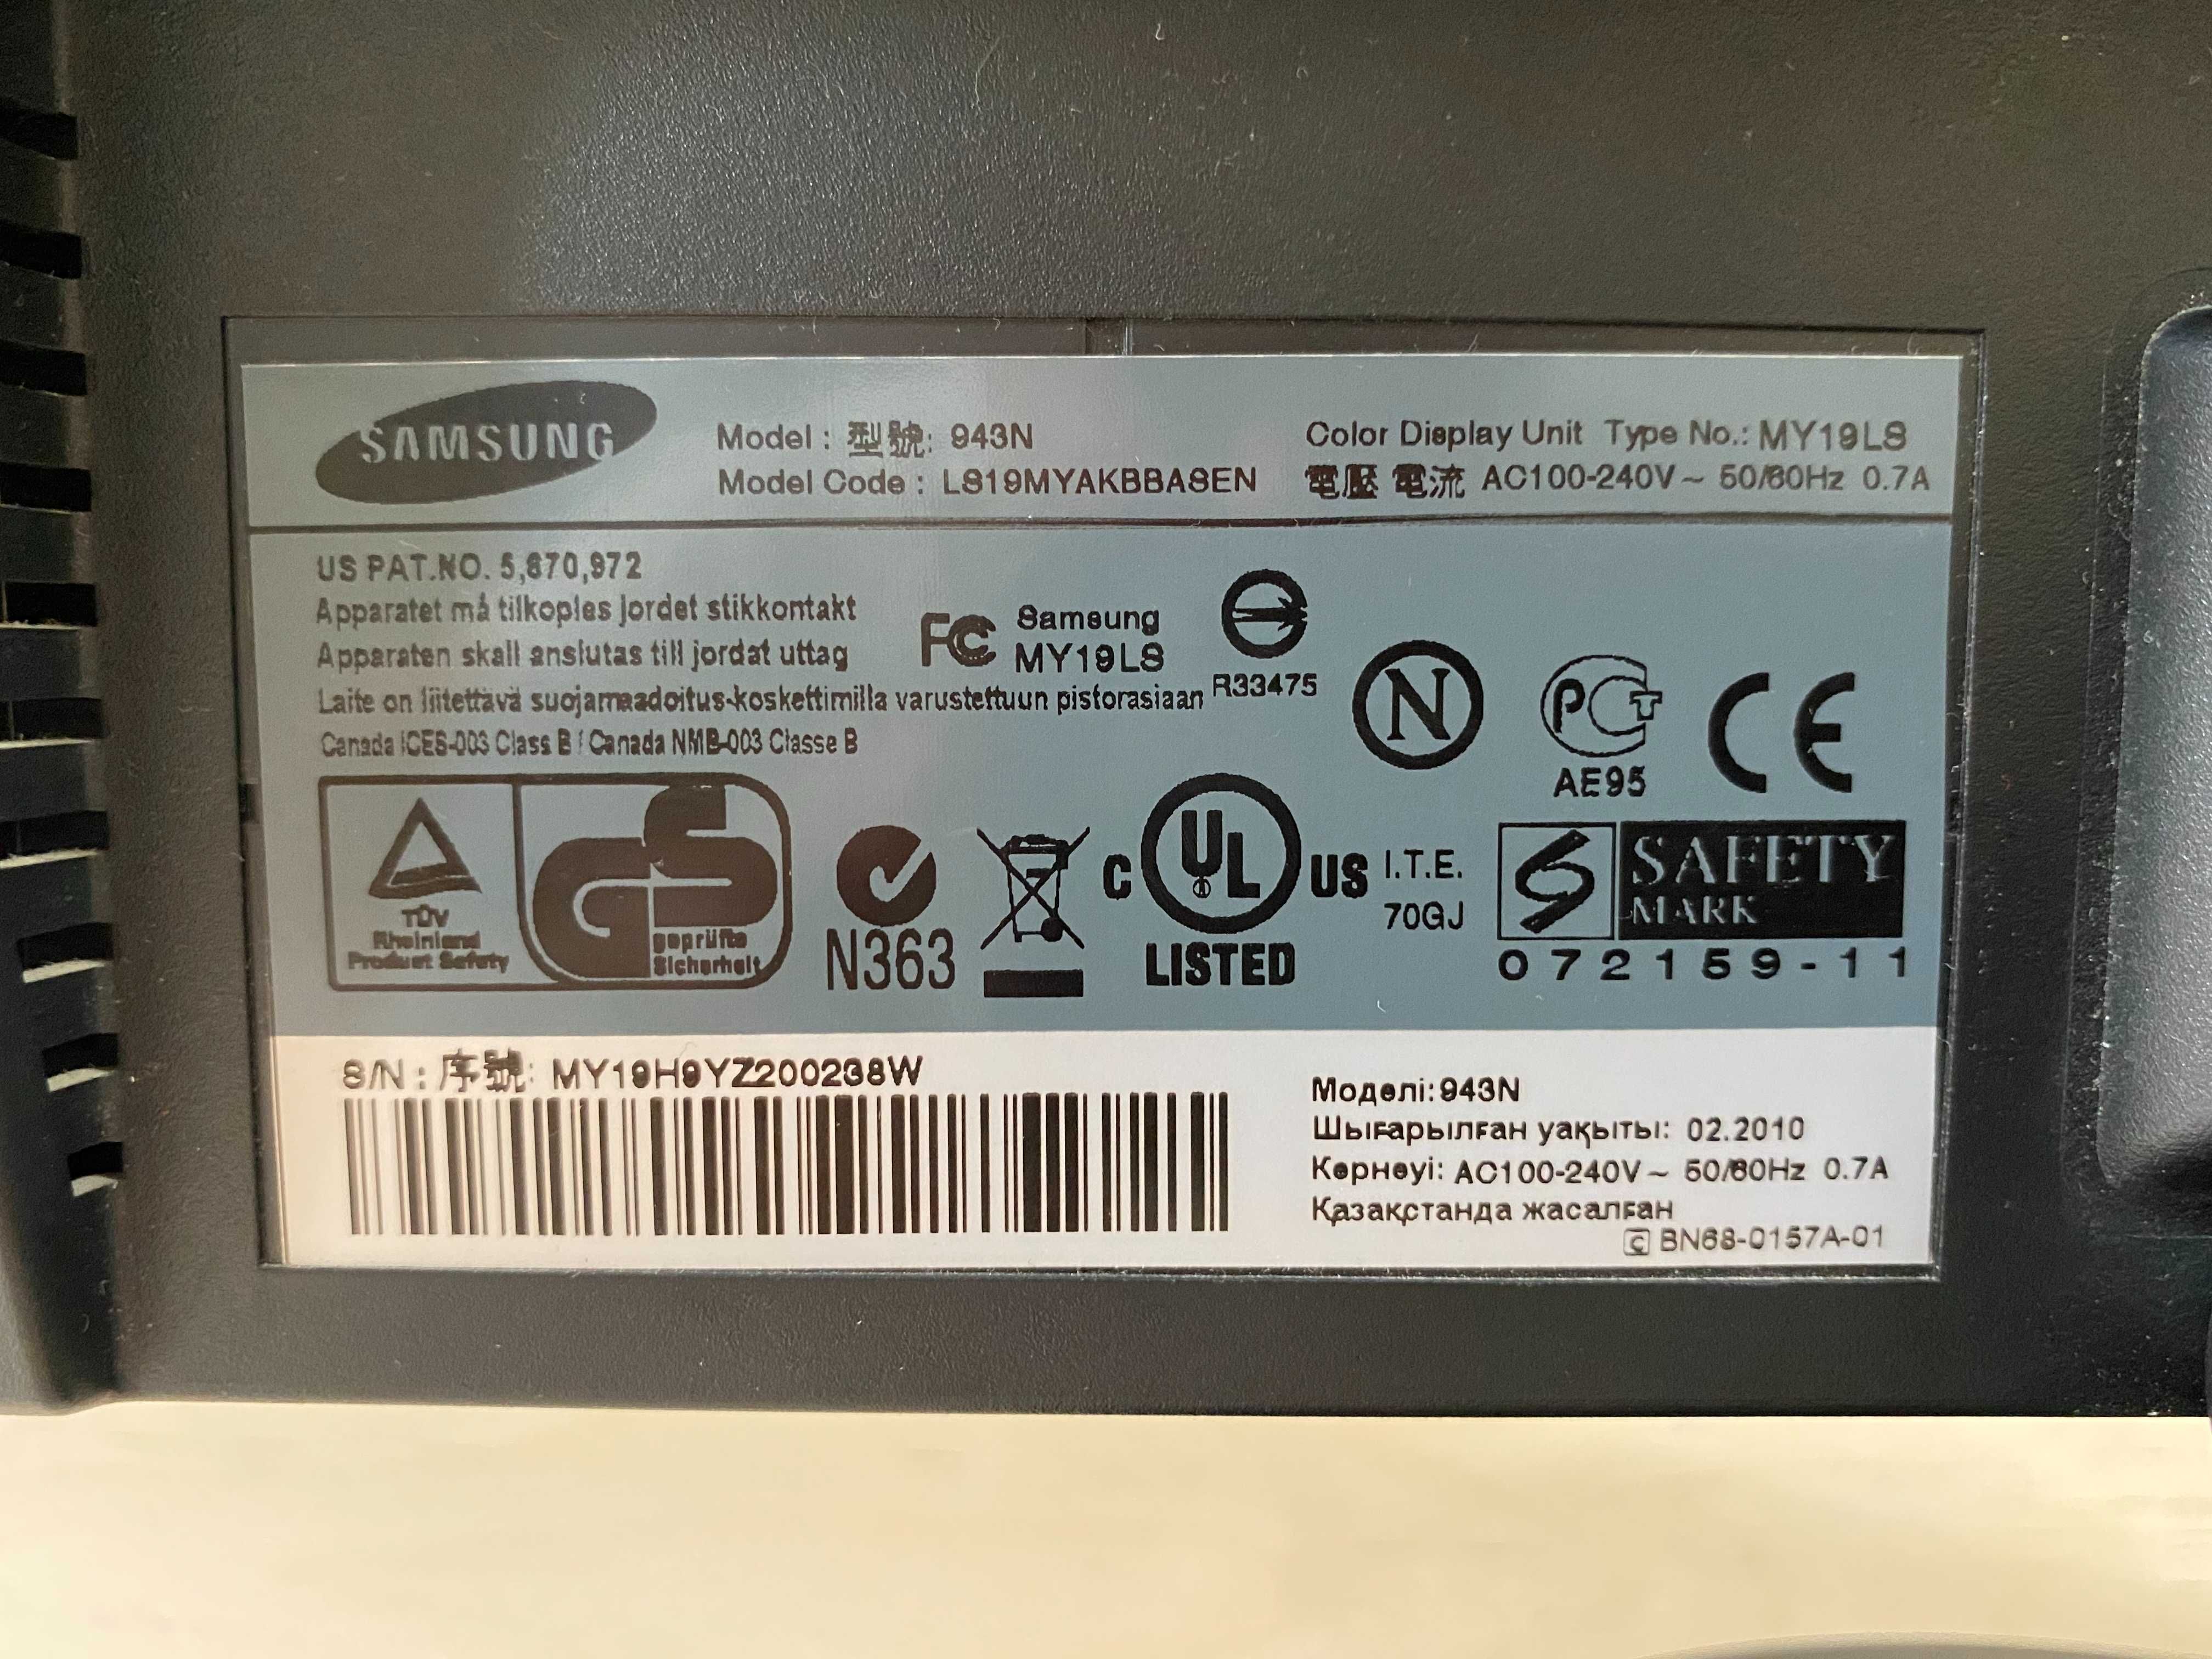 SAMSUNG
Model : 型號: 943N
Model Code : LS19MYAKBBASEN
Color Display Unit Type No.: MY19LS
電壓 電流 AC100-240V~ 50/60Hz 0.7A
US PAT.NO. 5,670,972
Apparatet må tilkoples jordet stikkontakt
Apparaten skall anslutas till jordat uttag
Laite on liitettävä suojamaadoitus-koskettimilla varustettuun pistorasiaan
Canada ICES-003 Class B / Canada NMB-003 Classe B
FC Samsung
MY19LS
R33475
N
PCT
AE95
CE
TÜV
Rheinland
Product Safety
GS
geprüfte
Sicherheit
N363
C UL US
LISTED
I.T.E.
70GJ
SAFETY
MARK
072159-11
S/N : 序號: MY19H9YZ200238W
Моделі: 943N
Шығарылған уақыты: 02.2010
Кернеуі: AC100-240V~ 50/60Hz 0.7A
Қазақстанда жасалған
C BN68-0157A-01